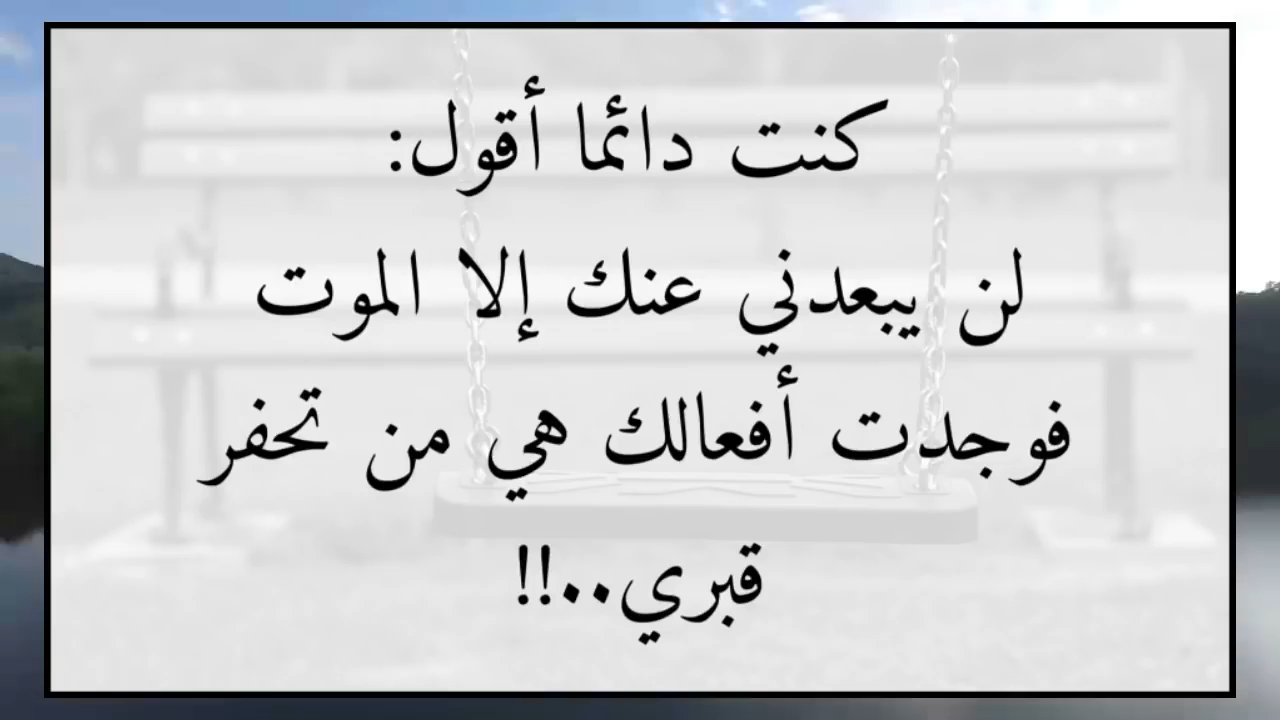 كنت دائما أقول:
لن يبعدني عنك إلا الموت
فوجدت أفعالك هي من تحفر
قبري..!!